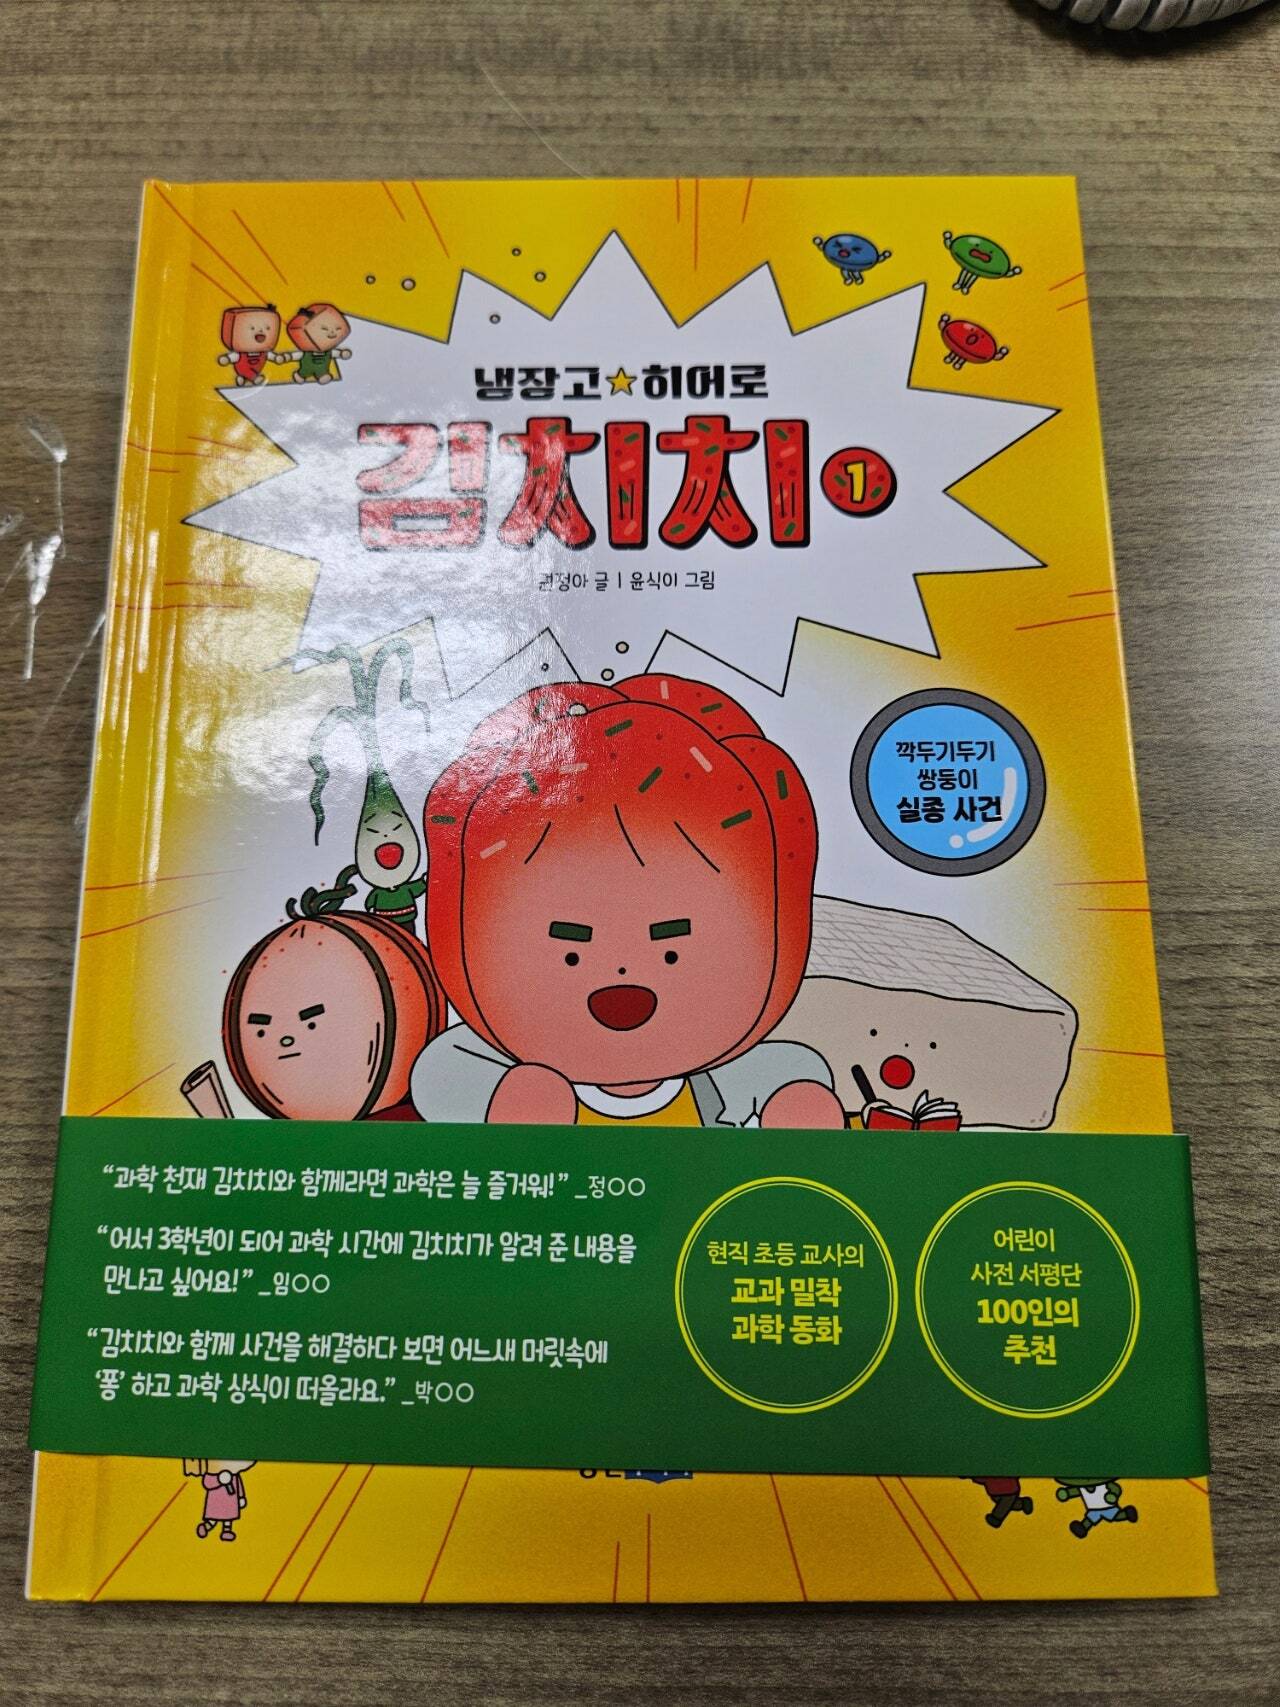 냉장고★히어로
김치치 1
정아 글 | 윤식이 그림
깍두기두기
쌍둥이
실종 사건
“과학 천재 김치치와 함께라면 과학은 늘 즐거워!” _정○○
“어서 3학년이 되어 과학 시간에 김치치가 알려 준 내용을
만나고 싶어요!” _임○○
“김치치와 함께 사건을 해결하다 보면 어느새 머릿속에
‘퐁’ 하고 과학 상식이 떠올라요.” _박○○
현직 초등 교사의
교과 밀착
과학 동화
어린이
사전 서평단
100인의
추천